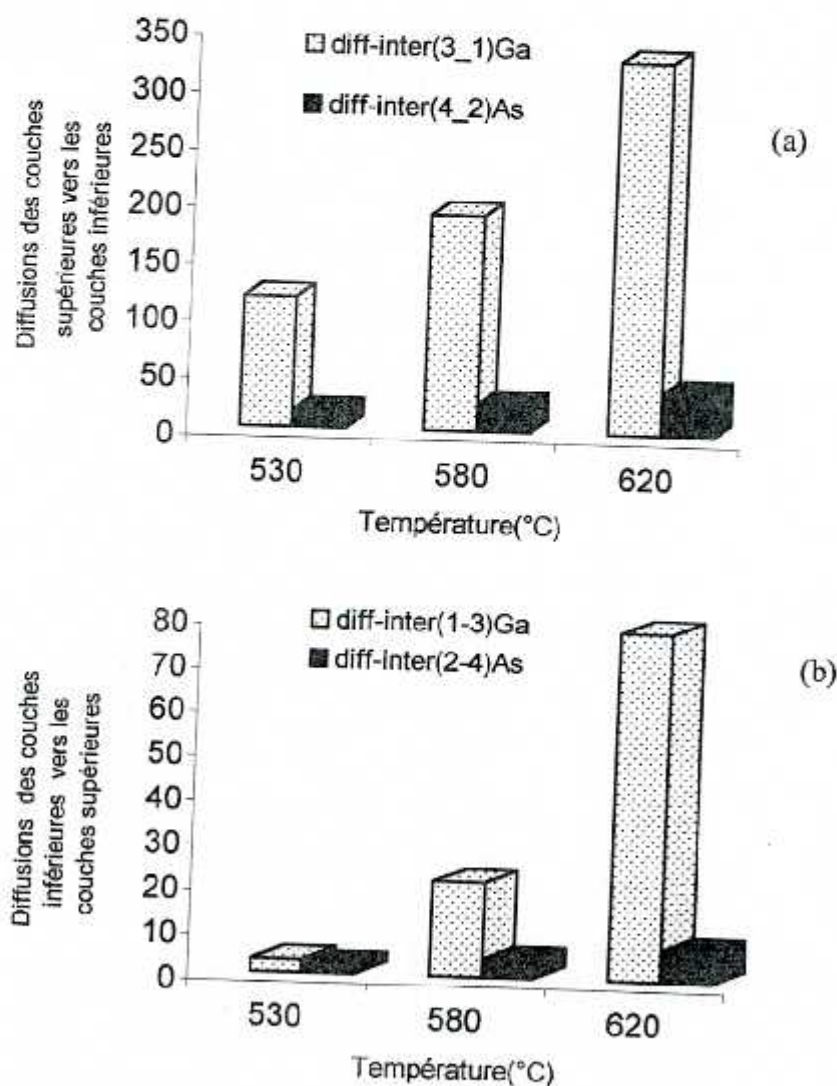 350
300
250
200
150
100
50
0
Diffusions des couches
supérieures vers les
couches inférieures
diff-inter(3_1)Ga
diff-inter(4_2)As
(a)
530 580 620
Température(°C)
80
70
60
50
40
30
20
10
0
Diffusions des couches
inférieures vers les
couches supérieures
diff-inter(1-3)Ga
diff-inter(2-4)As
(b)
530 580 620
Température(°C)